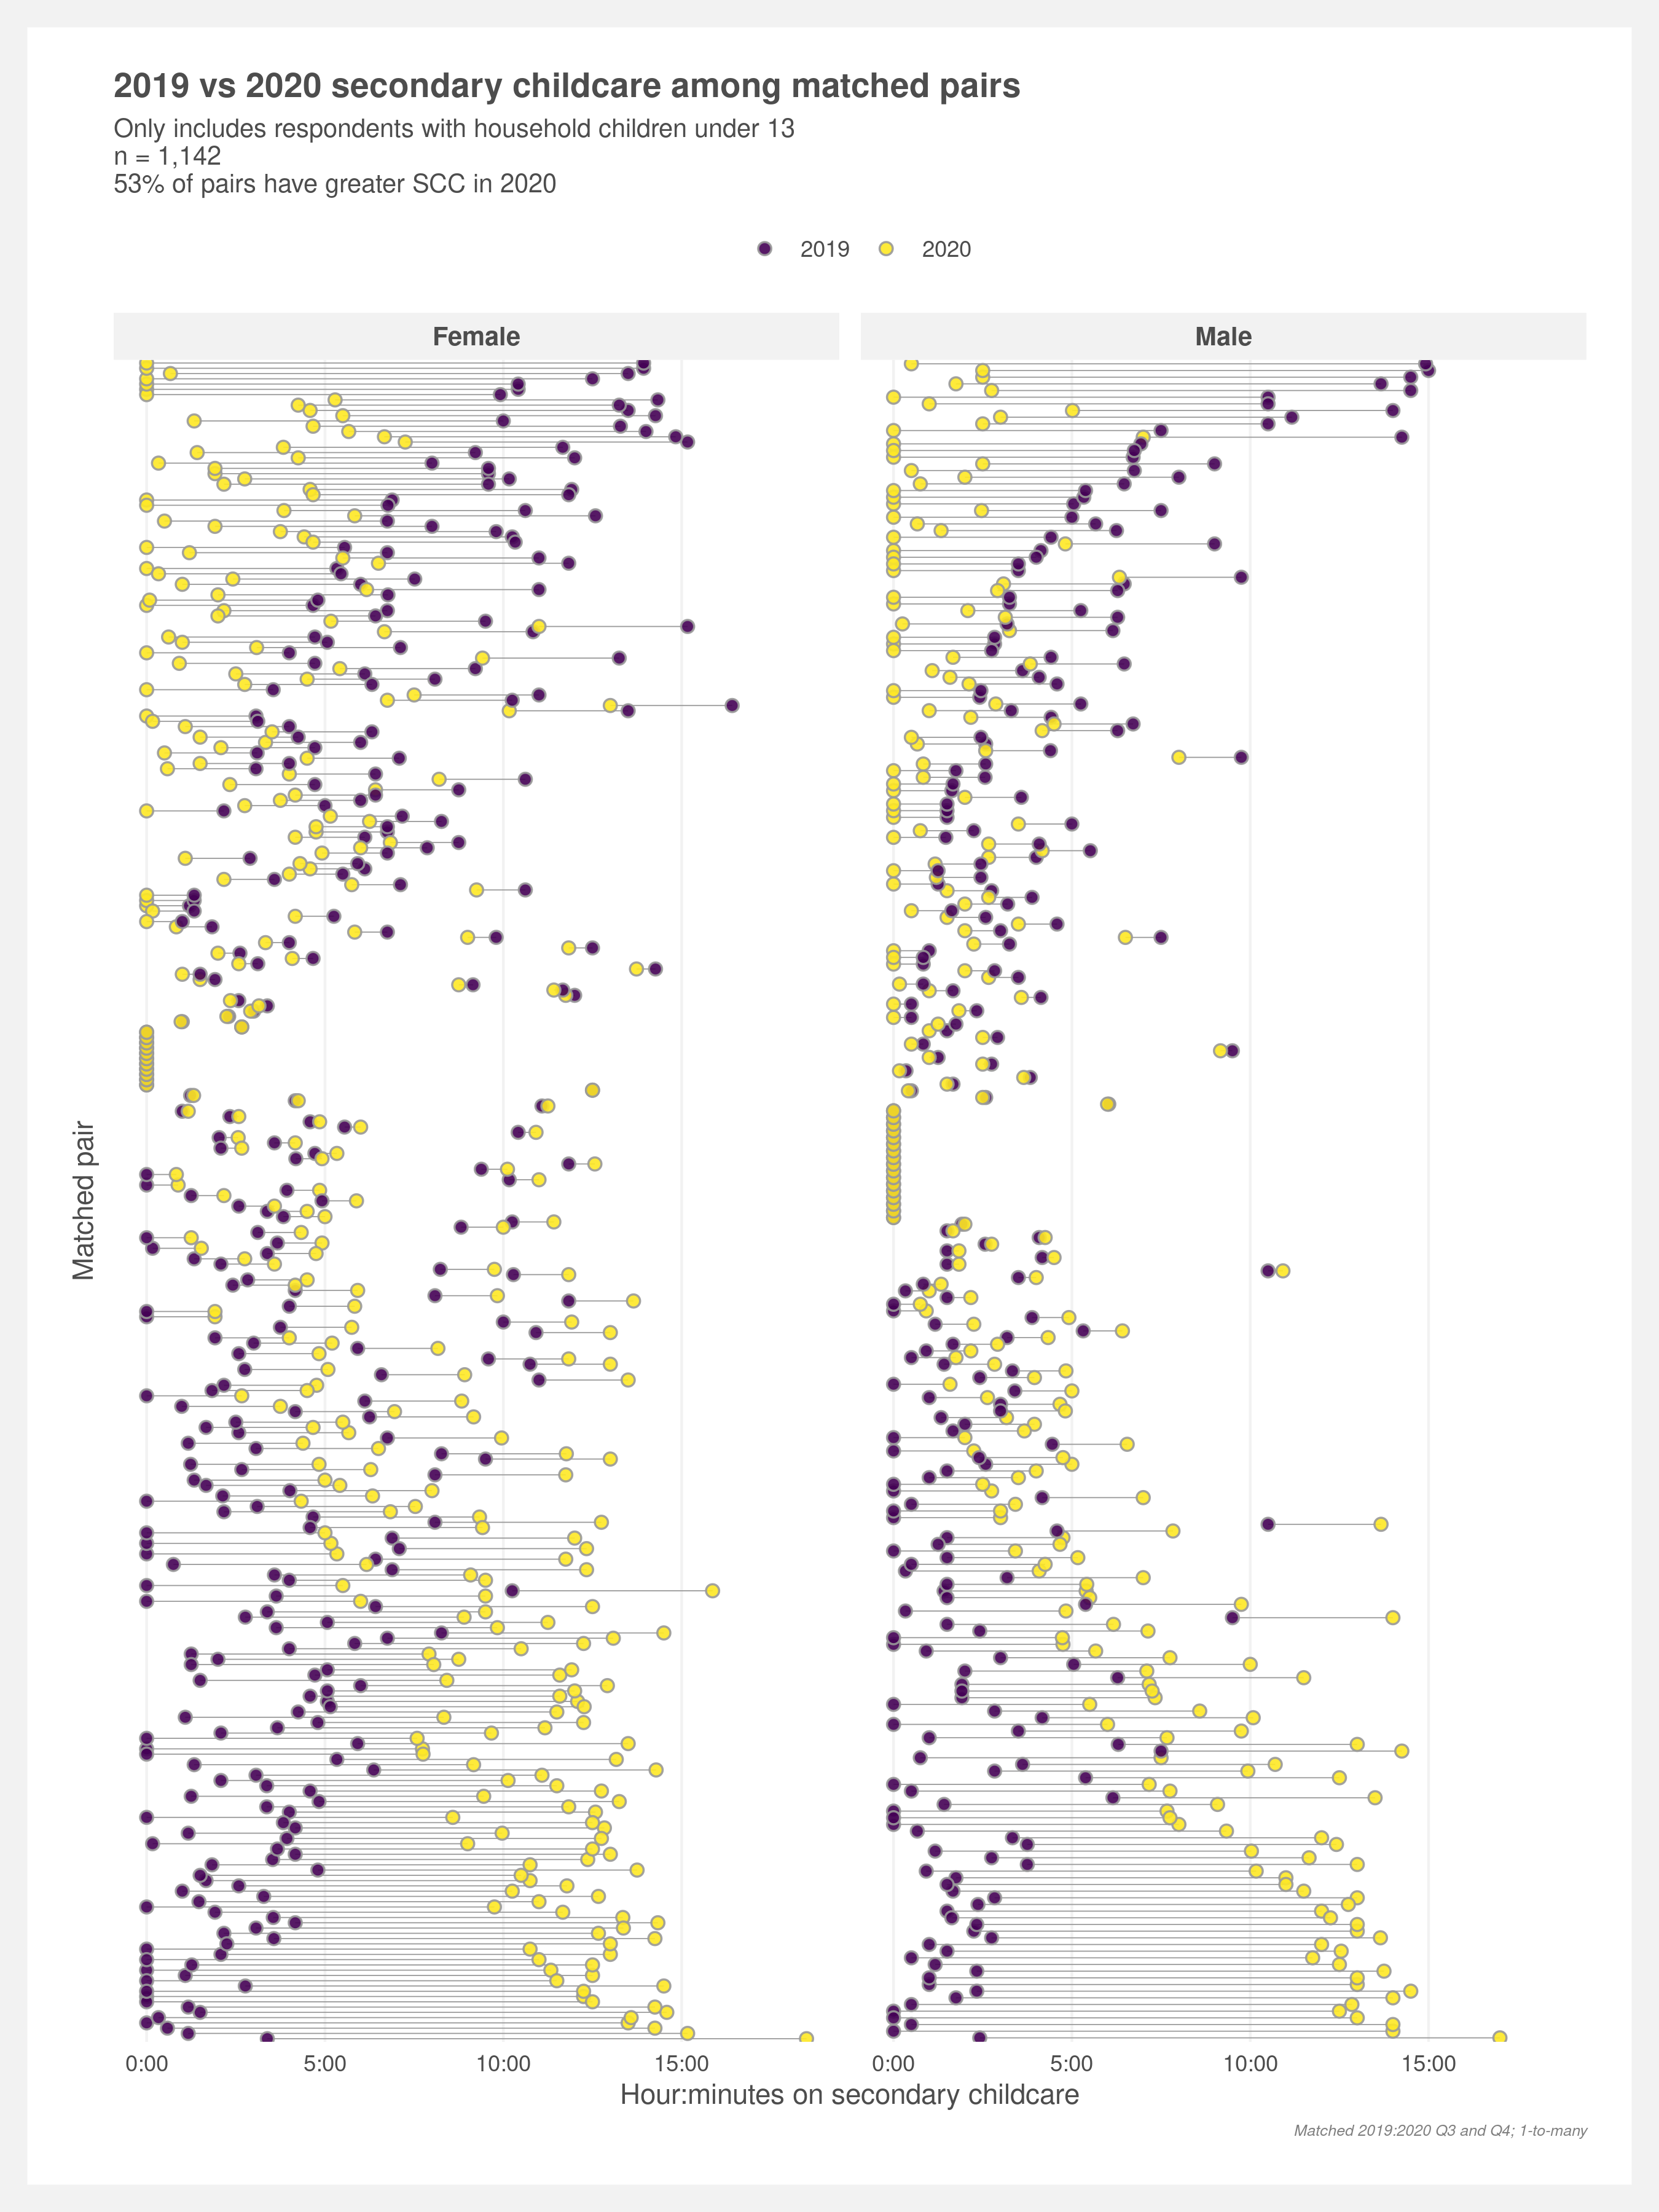 2019 vs 2020 secondary childcare among matched pairs
Only includes respondents with household children under 13
n = 1,142
53% of pairs have greater SCC in 2020
2019 2020
Female Male
Matched pair
0:00 5:00 10:00 15:00 0:00 5:00 10:00 15:00
Hour:minutes on secondary childcare
Matched 2019:2020 Q3 and Q4; 1-to-many